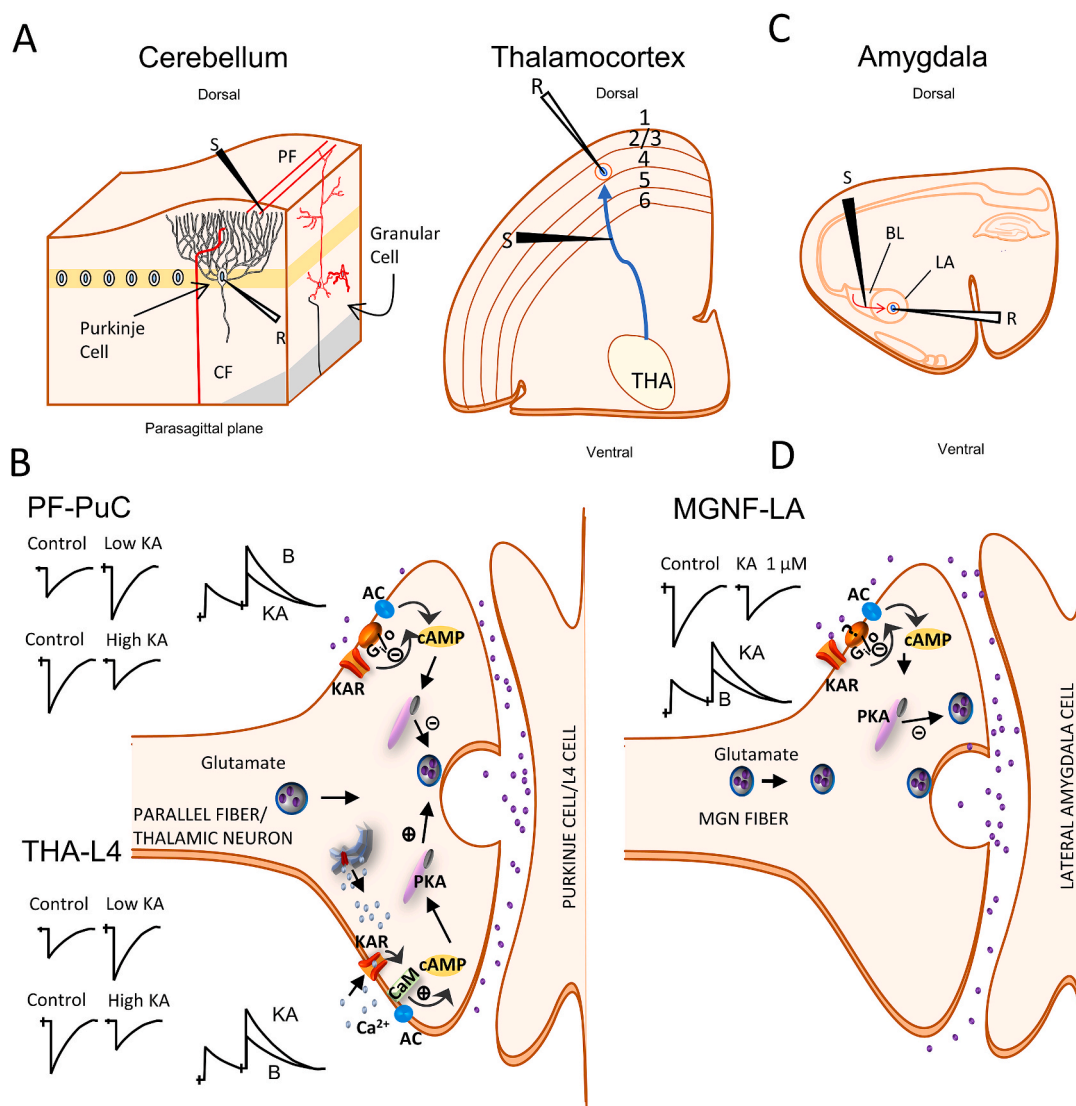 A
Cerebellum
Dorsal
S
PF
Granular
Cell
Purkinje
Cell
R
CF
Parasagittal plane
Thalamocortex
Dorsal
R
1
2/3
4
5
6
S
THA
Ventral
C
Amygdala
Dorsal
S
BL
LA
R
Ventral
B
PF-PuC
Control
Low KA
Control
High KA
B
KA
AC
Gi/o
cAMP
KAR
Glutamate
PARALLEL FIBER/
THALAMIC NEURON
THA-L4
Control
Low KA
Control
High KA
KA
B
PKA
KAR
cAMP
CaM
Ca2+
AC
PURKINJE CELL/L4 CELL
D
MGNF-LA
Control
KA 1 µM
KA
B
AC
?
Gi/o
cAMP
KAR
PKA
Glutamate
MGN FIBER
LATERAL AMYGDALA CELL